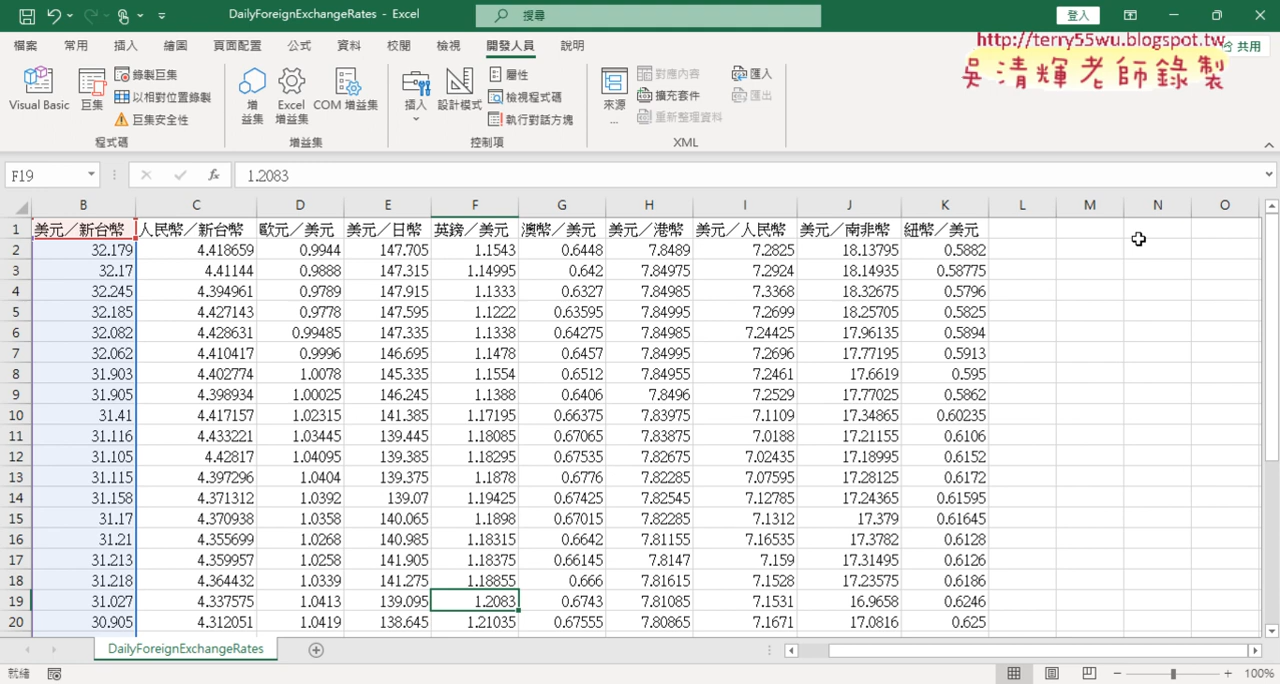 DailyForeignExchangeRates - Excel
搜尋
登入
檔案 常用 插入 繪圖 頁面配置 公式 資料 校閱 檢視 開發人員 說明
共用
http://terry55wu.blogspot.tw
吳清輝老師錄製
Visual Basic
巨集
錄製巨集
以相對位置錄製
巨集安全性
程式碼
增益集
Excel 增益集
COM 增益集
增益集
插入
設計模式
屬性
檢視程式碼
執行對話方塊
控制項
來源
...
對應內容
擴充套件
重新整理資料
匯入
匯出
XML
F19
fx
1.2083
B C D E F G H I J K L M N O
1 美元／新台幣 人民幣／新台幣 歐元／美元 美元／日幣 英鎊／美元 澳幣／美元 美元／港幣 美元／人民幣 美元／南非幣 紐幣／美元
2 32.179 4.418659 0.9944 147.705 1.1543 0.6448 7.8489 7.2825 18.13795 0.5882
3 32.17 4.41144 0.9888 147.315 1.14995 0.642 7.84975 7.2924 18.14935 0.58775
4 32.245 4.394961 0.9789 147.915 1.1333 0.6327 7.84985 7.3368 18.32675 0.5796
5 32.185 4.427143 0.9778 147.595 1.1222 0.63595 7.84995 7.2699 18.25705 0.5825
6 32.082 4.428631 0.99485 147.335 1.1338 0.64275 7.84985 7.24425 17.96135 0.5894
7 32.062 4.410417 0.9996 146.695 1.1478 0.6457 7.84995 7.2696 17.77195 0.5913
8 31.903 4.402774 1.0078 145.335 1.1554 0.6512 7.84955 7.2461 17.6619 0.595
9 31.905 4.398934 1.00025 146.245 1.1388 0.6406 7.8496 7.2529 17.77025 0.5862
10 31.41 4.417157 1.02315 141.385 1.17195 0.66375 7.83975 7.1109 17.34865 0.60235
11 31.116 4.433221 1.03445 139.445 1.18085 0.67065 7.83875 7.0188 17.21155 0.6106
12 31.105 4.42817 1.04095 139.385 1.18295 0.67535 7.82675 7.02435 17.18995 0.6152
13 31.115 4.397296 1.0404 139.375 1.1878 0.6776 7.82285 7.07595 17.28125 0.6172
14 31.158 4.371312 1.0392 139.07 1.19425 0.67425 7.82545 7.12785 17.24365 0.61595
15 31.17 4.370938 1.0358 140.065 1.1898 0.67015 7.82285 7.1312 17.379 0.61645
16 31.21 4.355699 1.0268 140.985 1.18315 0.6642 7.81155 7.16535 17.3782 0.6128
17 31.213 4.359957 1.0258 141.905 1.18375 0.66145 7.8147 7.159 17.31495 0.6126
18 31.218 4.364432 1.0339 141.275 1.18855 0.666 7.81615 7.1528 17.23575 0.6186
19 31.027 4.337575 1.0413 139.095 1.2083 0.6743 7.81085 7.1531 16.9658 0.6246
20 30.905 4.312051 1.0419 138.645 1.21035 0.67555 7.80865 7.1671 17.0816 0.625
DailyForeignExchangeRates
就緒
100%